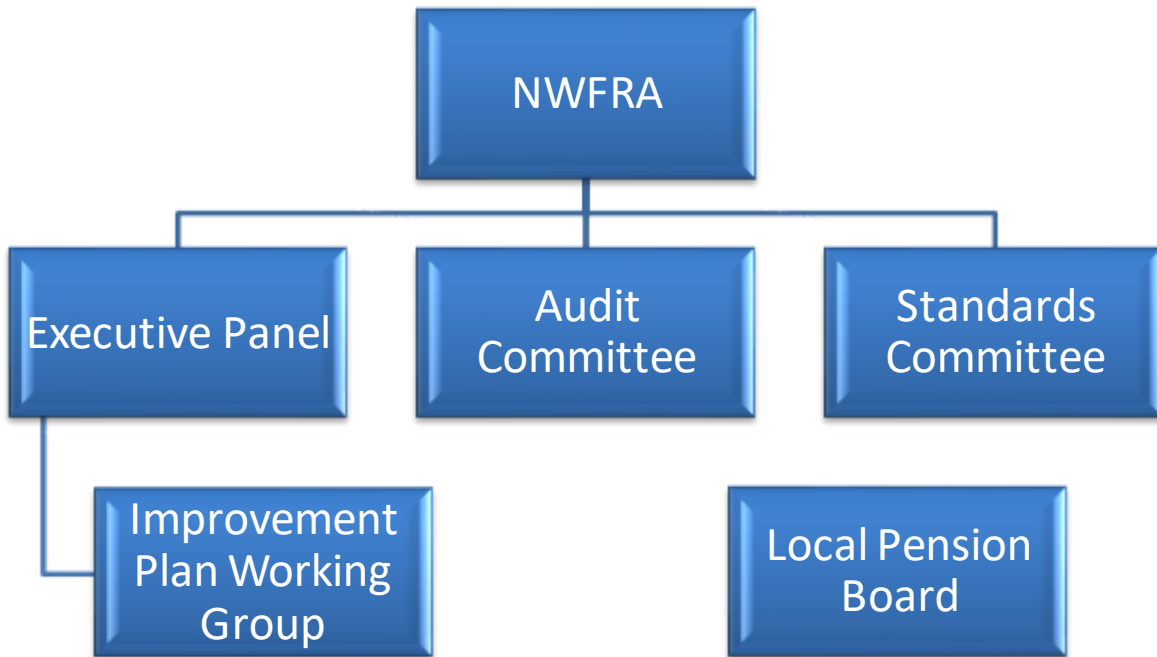 NWFRA
Executive Panel
Audit
Committee
Standards
Committee
Improvement
Plan Working
Group
Local Pension
Board